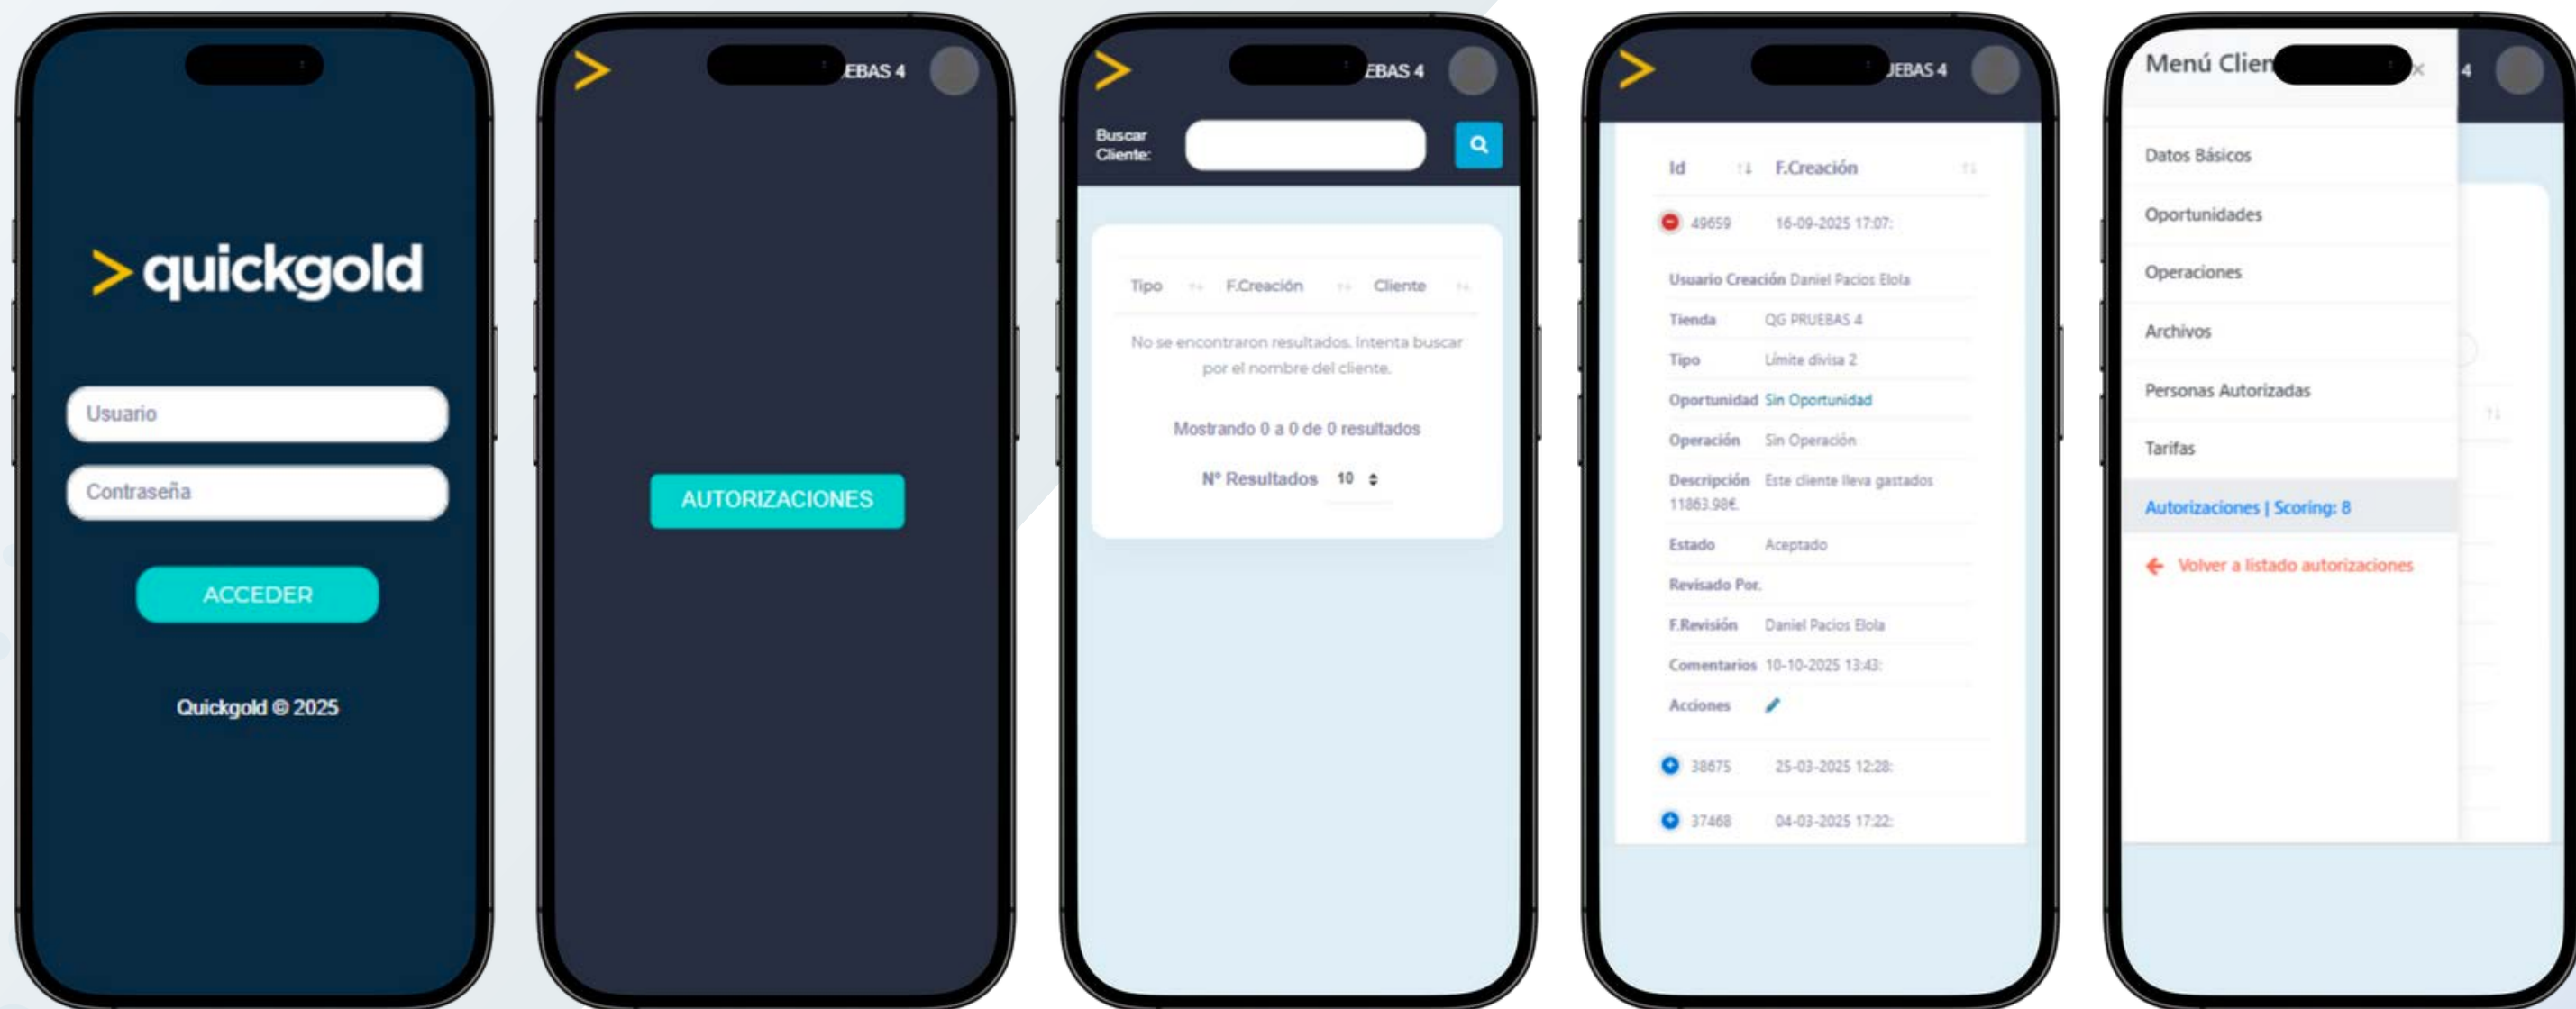 >quickgold
Usuario
Contraseña
ACCEDER
Quickgold © 2025
EBAS 4
AUTORIZACIONES
EBAS 4
Buscar
Cliente:
Tipo F.Creación Cliente
No se encontraron resultados. Intenta buscar
por el nombre del cliente.
Mostrando 0 a 0 de 0 resultados
Nº Resultados 10
JEBAS 4
Id F.Creación
49659 16-09-2025 17:07:
Usuario Creación Daniel Pacios Elola
Tienda QG PRUEBAS 4
Tipo Límite divisa 2
Oportunidad Sin Oportunidad
Operación Sin Operación
Descripción Este cliente lleva gastados
11863.98€.
Estado Aceptado
Revisado Por.
F.Revisión Daniel Pacios Elola
Comentarios 10-10-2025 13:43:
Acciones
38675 25-03-2025 12:28:
37468 04-03-2025 17:22:
Menú Clien × 4
Datos Básicos
Oportunidades
Operaciones
Archivos
Personas Autorizadas
Tarifas
Autorizaciones | Scoring: 8
Volver a listado autorizaciones